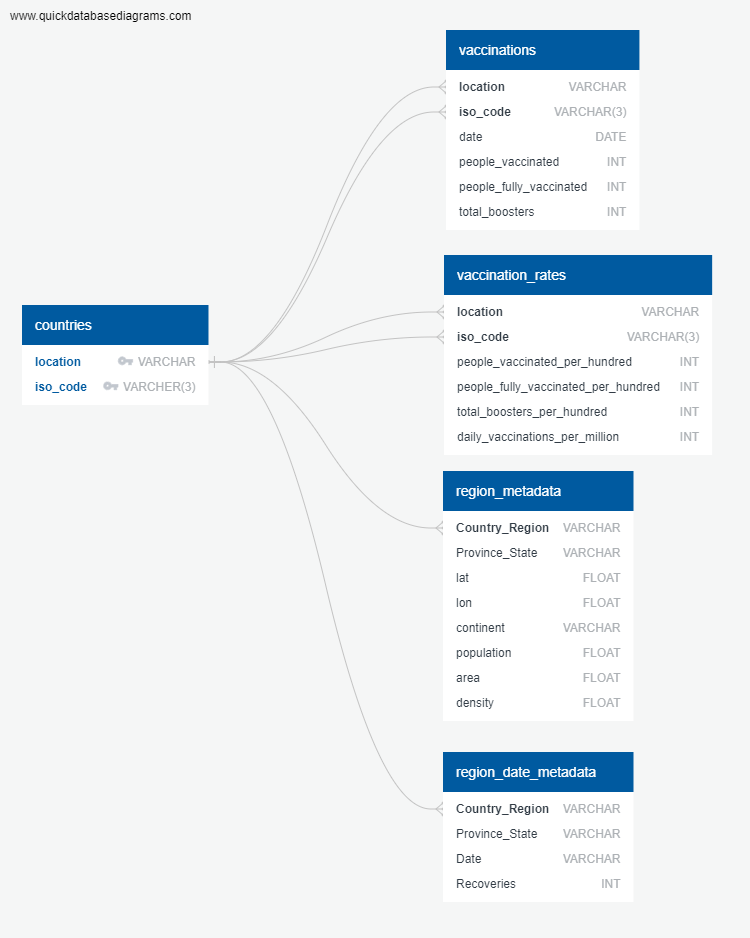 www.quickdatabasediagrams.com
vaccinations
location VARCHAR
iso_code VARCHAR(3)
date DATE
people_vaccinated INT
people_fully_vaccinated INT
total_boosters INT
vaccination_rates
location VARCHAR
iso_code VARCHAR(3)
people_vaccinated_per_hundred INT
people_fully_vaccinated_per_hundred INT
total_boosters_per_hundred INT
daily_vaccinations_per_million INT
countries
location VARCHAR
iso_code VARCHER(3)
region_metadata
Country_Region VARCHAR
Province_State VARCHAR
lat FLOAT
lon FLOAT
continent VARCHAR
population FLOAT
area FLOAT
density FLOAT
region_date_metadata
Country_Region VARCHAR
Province_State VARCHAR
Date VARCHAR
Recoveries INT